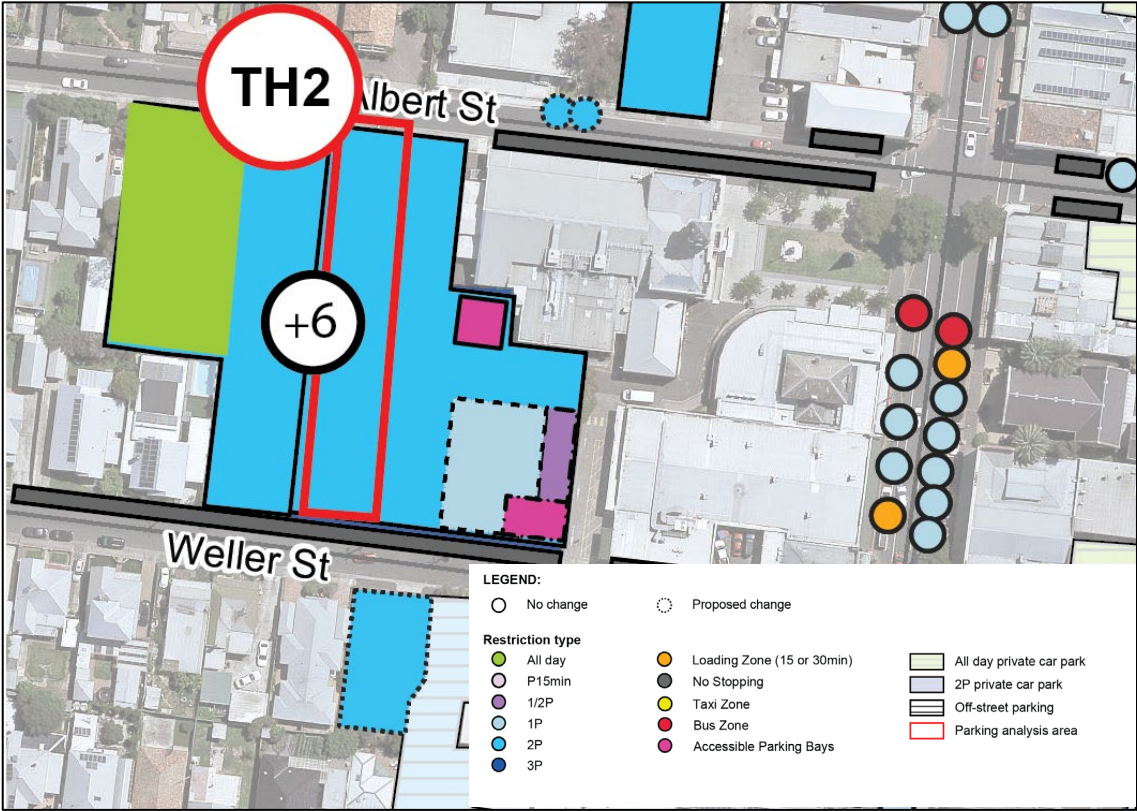 TH2
Albert St
+6
Weller St
LEGEND:
No change
Proposed change
Restriction type
All day
P15min
1/2P
1P
2P
3P
Loading Zone (15 or 30min)
No Stopping
Taxi Zone
Bus Zone
Accessible Parking Bays
All day private car park
2P private car park
Off-street parking
Parking analysis area